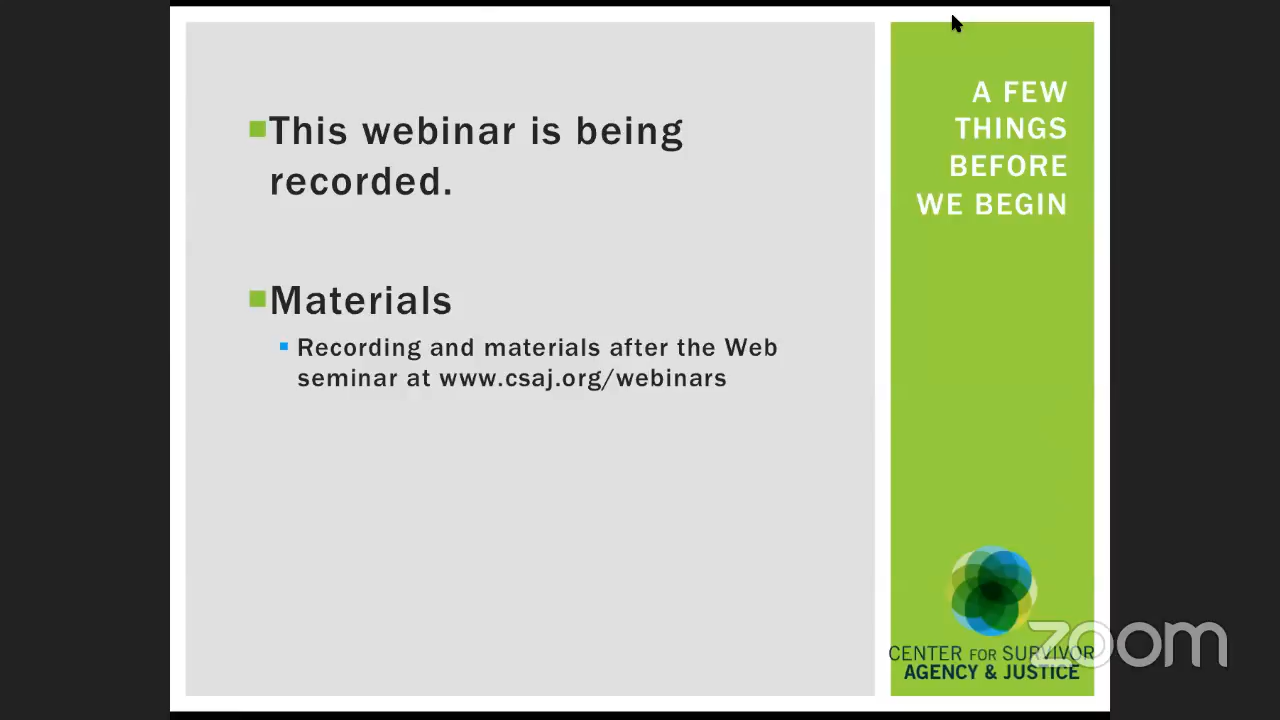 This webinar is being
recorded.
Materials
Recording and materials after the Web
seminar at www.csaj.org/webinars
A FEW
THINGS
BEFORE
WE BEGIN
CENTER FOR SURVIVOR
AGENCY & JUSTICE
zoom